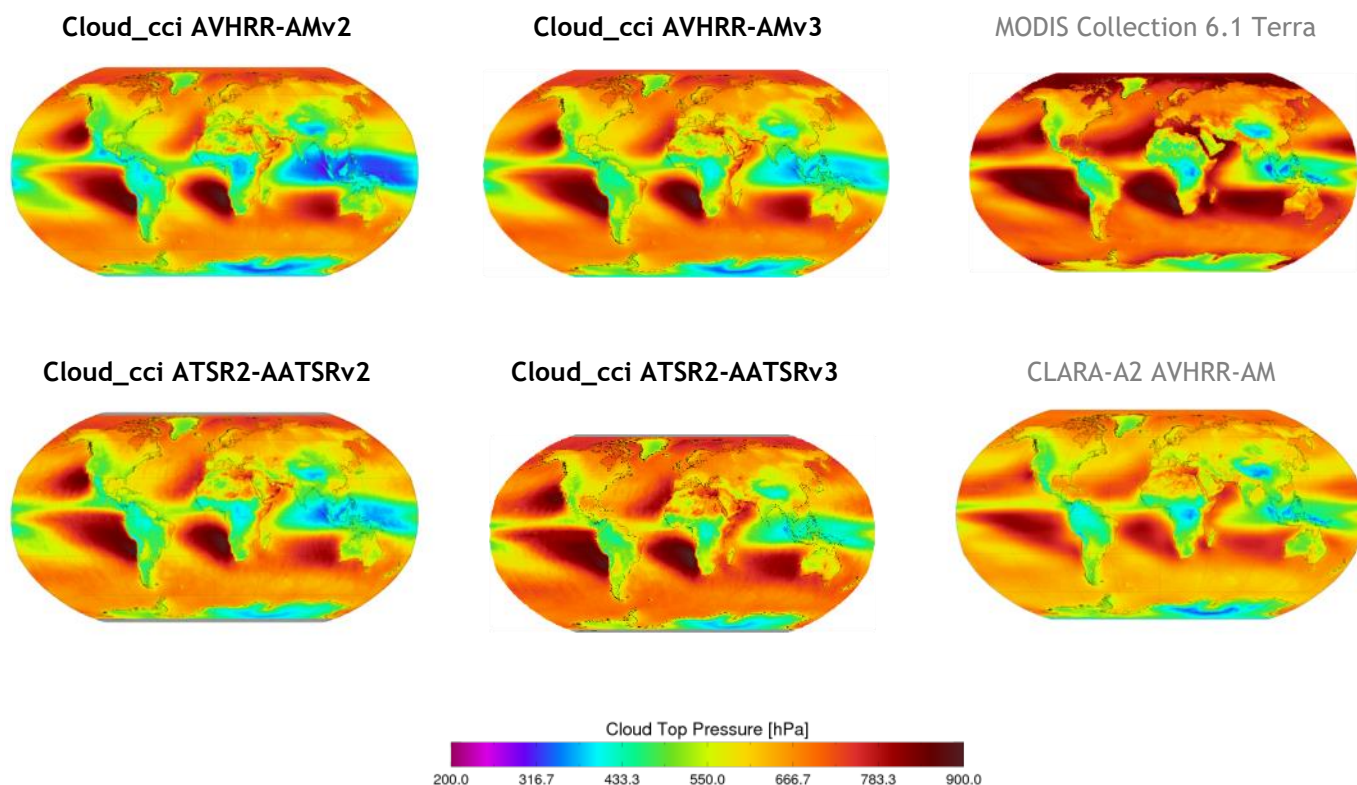 Cloud_cci AVHRR-AMv2
Cloud_cci AVHRR-AMv3
MODIS Collection 6.1 Terra
Cloud_cci ATSR2-AATSRv2
Cloud_cci ATSR2-AATSRv3
CLARA-A2 AVHRR-AM
Cloud Top Pressure [hPa]
200.0 316.7 433.3 550.0 666.7 783.3 900.0